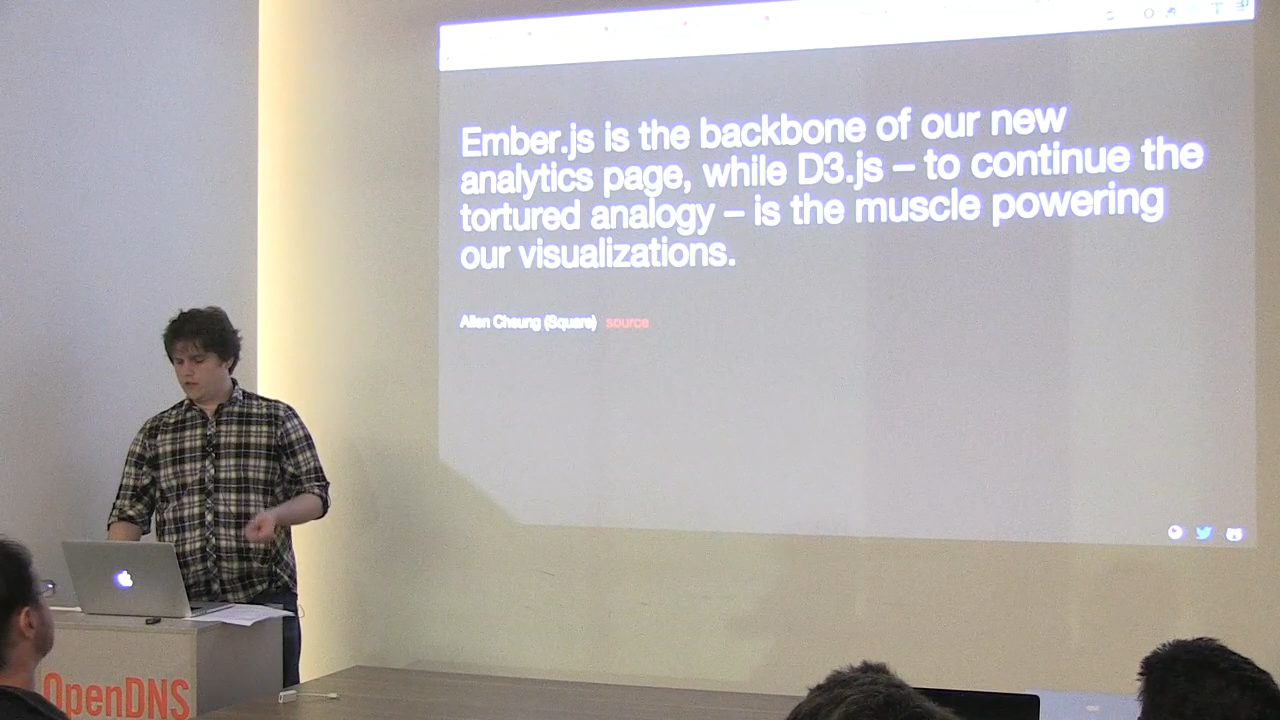 Ember.js is the backbone of our new
analytics page, while D3.js – to continue the
tortured analogy – is the muscle powering
our visualizations.
Allen Cheung (Square) source
OpenDNS